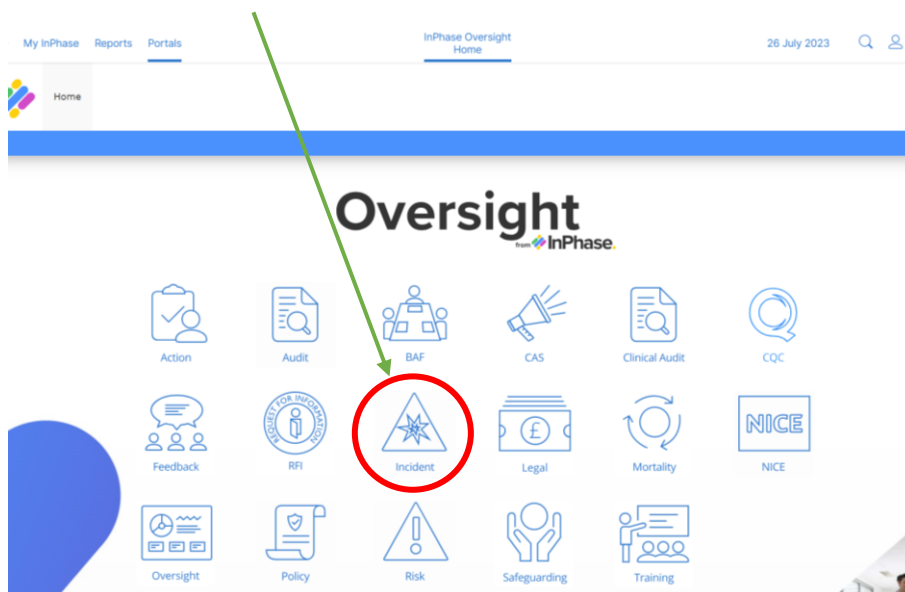 My InPhase Reports Portals
InPhase Oversight
Home
26 July 2023
Home
Oversight
from InPhase.
Action
Audit
BAF
CAS
Clinical Audit
CQC
REQUEST FOR INFORMATION
£
NICE
Feedback
RFI
Incident
Legal
Mortality
NICE
Oversight
Policy
Risk
Safeguarding
Training